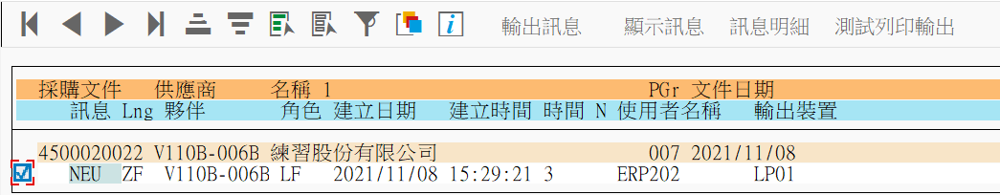 輸出訊息 顯示訊息 訊息明細 測試列印輸出
採購文件 供應商 名稱 1 PGr 文件日期
訊息 Lng 夥伴 角色 建立日期 建立時間 時間 N 使用者名稱 輸出裝置
4500020022 V110B-006B 練習股份有限公司 007 2021/11/08
NEU ZF V110B-006B LF 2021/11/08 15:29:21 3 ERP202 LP01